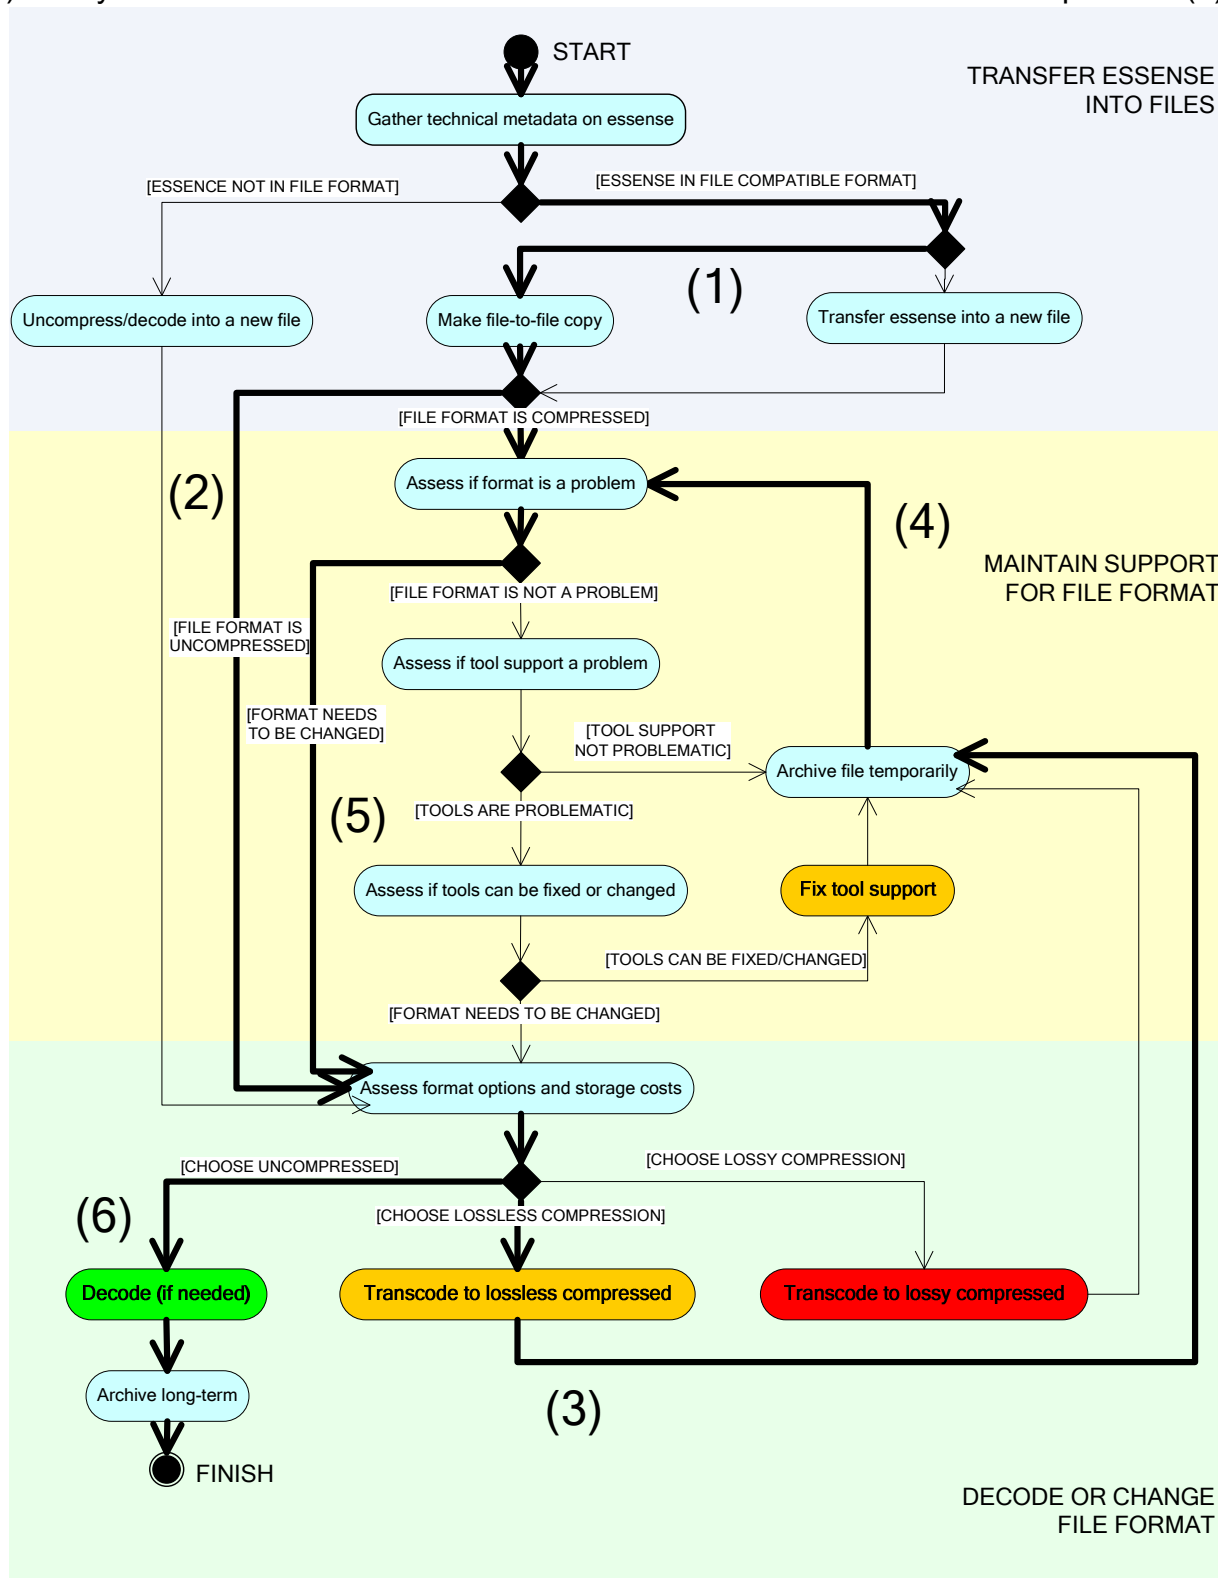 START
TRANSFER ESSENSE
INTO FILES
Gather technical metadata on essense
[ESSENCE NOT IN FILE FORMAT]
[ESSENSE IN FILE COMPATIBLE FORMAT]
(1)
Uncompress/decode into a new file
Make file-to-file copy
Transfer essense into a new file
[FILE FORMAT IS COMPRESSED]
(2)
Assess if format is a problem
(4)
MAINTAIN SUPPORT
FOR FILE FORMAT
[FILE FORMAT IS NOT A PROBLEM]
[FILE FORMAT IS
UNCOMPRESSED]
Assess if tool support a problem
[FORMAT NEEDS
TO BE CHANGED]
[TOOL SUPPORT
NOT PROBLEMATIC]
Archive file temporarily
(5)
[TOOLS ARE PROBLEMATIC]
Assess if tools can be fixed or changed
Fix tool support
[TOOLS CAN BE FIXED/CHANGED]
[FORMAT NEEDS TO BE CHANGED]
Assess format options and storage costs
[CHOOSE UNCOMPRESSED]
[CHOOSE LOSSY COMPRESSION]
(6)
[CHOOSE LOSSLESS COMPRESSION]
Decode (if needed)
Transcode to lossless compressed
Transcode to lossy compressed
Archive long-term
(3)
FINISH
DECODE OR CHANGE
FILE FORMAT